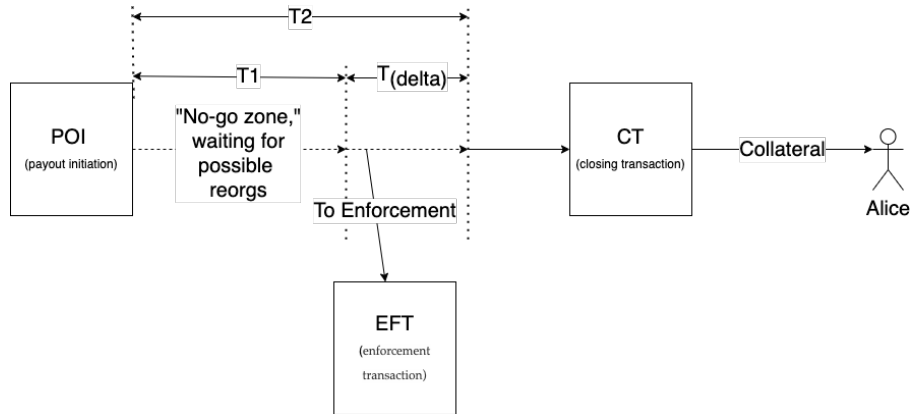 T2
T1
T(delta)
POI
(payout initiation)
"No-go zone,"
waiting for
possible
reorgs
CT
(closing transaction)
Collateral
Alice
To Enforcement
EFT
(enforcement
transaction)